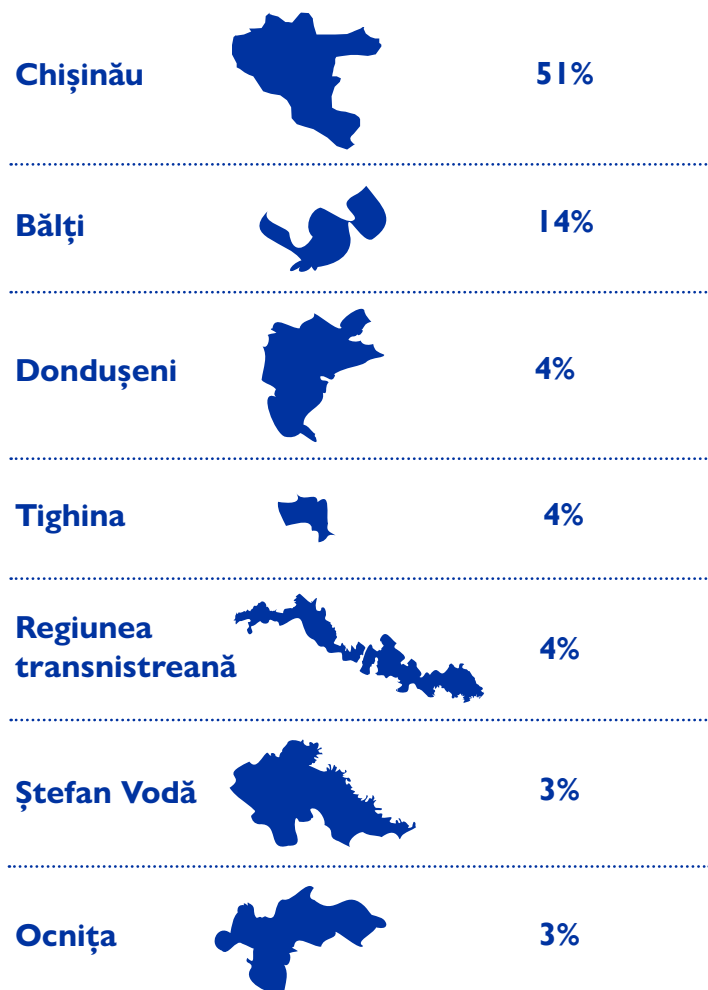 Chișinău 51%
Bălți 14%
Dondușeni 4%
Tighina 4%
Regiunea
transnistreană 4%
Ștefan Vodă 3%
Ocnița 3%